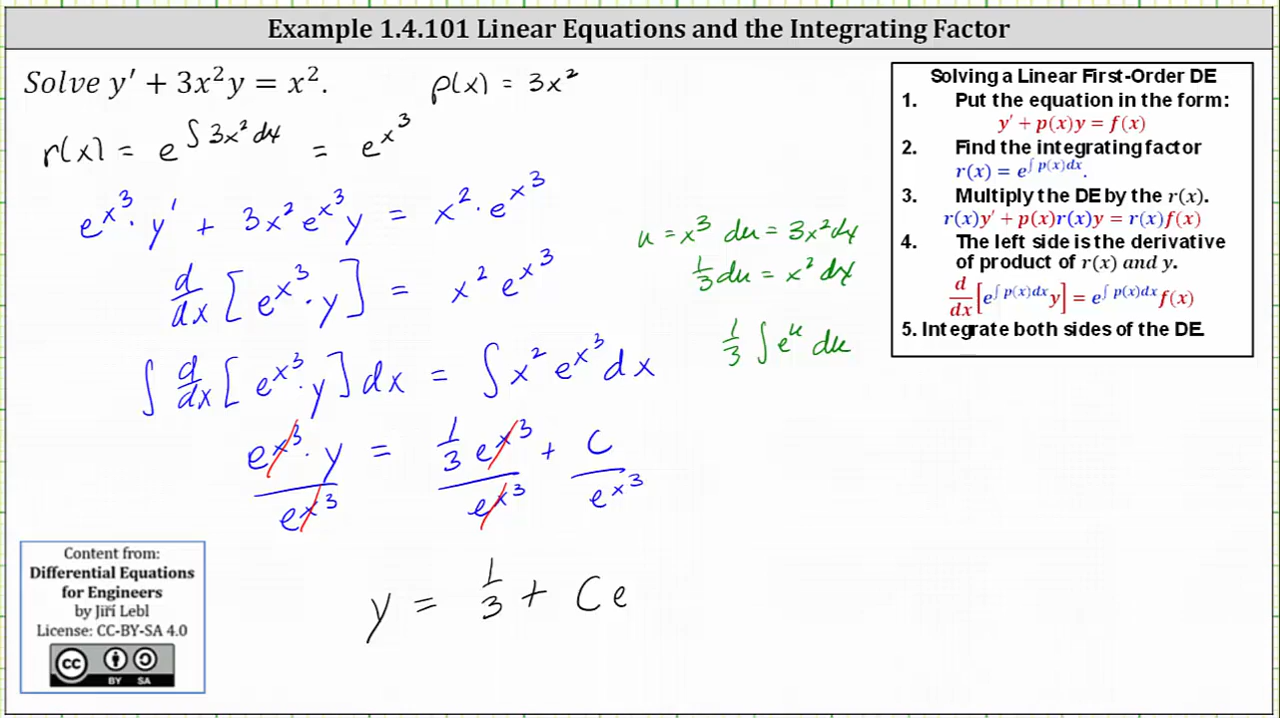 Example 1.4.101 Linear Equations and the Integrating Factor
Solve y′ + 3x²y = x².
p(x) = 3x²
r(x) = e^{∫ 3x² dx} = e^{x³}
e^{x³} · y′ + 3x² e^{x³} y = x² · e^{x³}
d/dx [e^{x³} · y] = x² e^{x³}
∫ d/dx [e^{x³} · y] dx = ∫ x² e^{x³} dx
e^{x³} · y / e^{x³} = 1/3 e^{x³} / e^{x³} + C / e^{x³}
y = 1/3 + C e
u = x³ du = 3x² dx
1/3 du = x² dx
1/3 ∫ e^u du
Solving a Linear First-Order DE
1. Put the equation in the form:
y′ + p(x)y = f(x)
2. Find the integrating factor
r(x) = e^{∫ p(x)dx}.
3. Multiply the DE by the r(x).
r(x)y′ + p(x)r(x)y = r(x)f(x)
4. The left side is the derivative
of product of r(x) and y.
d/dx [e^{∫ p(x)dx} y] = e^{∫ p(x)dx} f(x)
5. Integrate both sides of the DE.
Content from:
Differential Equations
for Engineers
by Jiří Lebl
License: CC-BY-SA 4.0
cc
BY SA